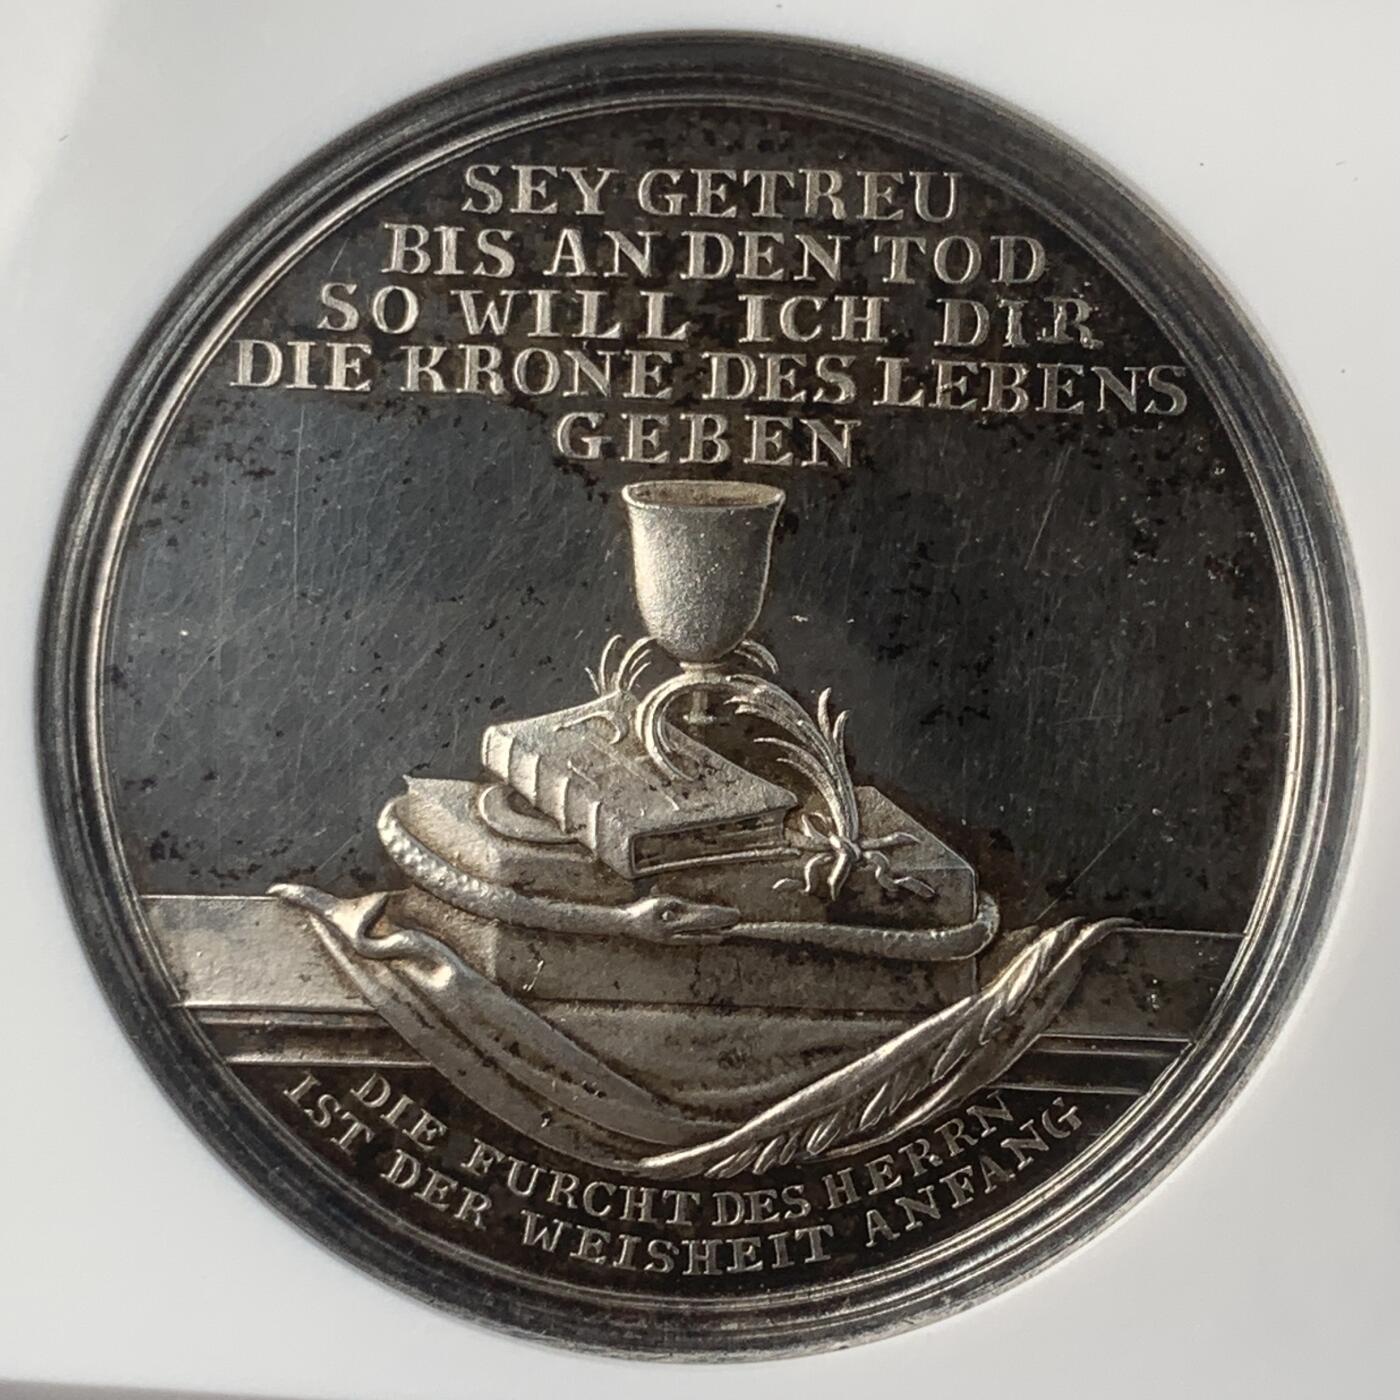 SEY GETREU
BIS AN DEN TOD
SO WILL ICH DIR
DIE KRONE DES LEBENS
GEBEN
DIE FURCHT DES HERRN
IST DER WEISHEIT ANFANG